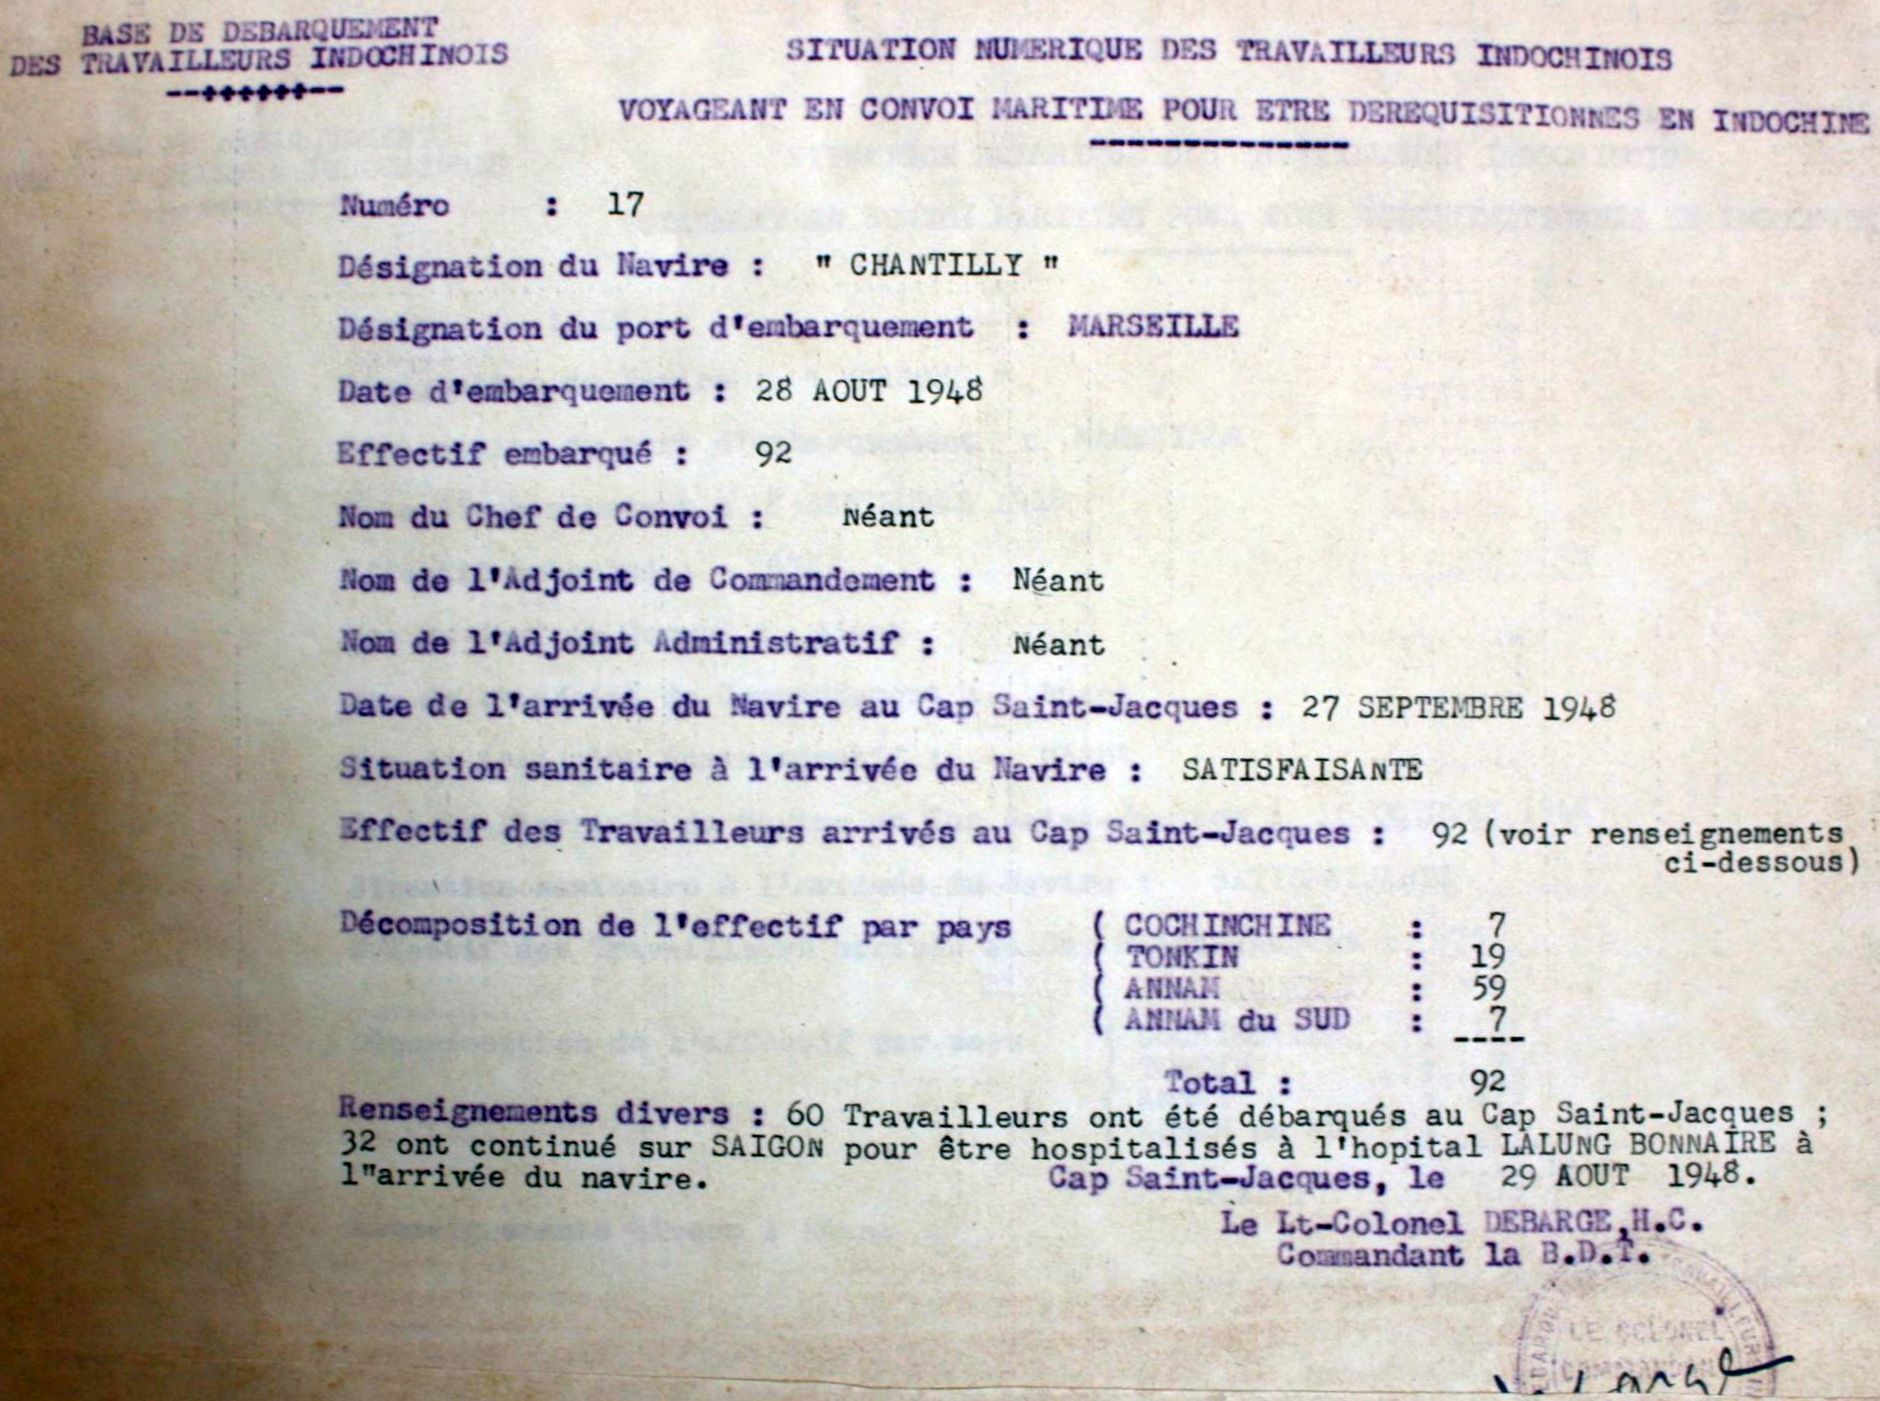 BASE DE DEBARQUEMENT
DES TRAVAILLEURS INDOCHINOIS
--++++++--
SITUATION NUMERIQUE DES TRAVAILLEURS INDOCHINOIS
VOYAGEANT EN CONVOI MARITIME POUR ETRE DEREQUISITIONNES EN INDOCHINE
--------------
Numéro : 17
Désignation du Navire : " CHANTILLY "
Désignation du port d'embarquement : MARSEILLE
Date d'embarquement : 28 AOUT 1948
Effectif embarqué : 92
Nom du Chef de Convoi : Néant
Nom de l'Adjoint de Commandement : Néant
Nom de l'Adjoint Administratif : Néant
Date de l'arrivée du Navire au Cap Saint-Jacques : 27 SEPTEMBRE 1948
Situation sanitaire à l'arrivée du Navire : SATISFAISANTE
Effectif des Travailleurs arrivés au Cap Saint-Jacques : 92 (voir renseignements
ci-dessous)
Décomposition de l'effectif par pays ( COCHINCHINE : 7
( TONKIN : 19
( ANNAM : 59
( ANNAM du SUD : 7
----
Total : 92
Renseignements divers : 60 Travailleurs ont été débarqués au Cap Saint-Jacques ;
32 ont continué sur SAIGON pour être hospitalisés à l'hopital LALUNG BONNAIRE à
l"arrivée du navire.
Cap Saint-Jacques, le 29 AOUT 1948.
Le Lt-Colonel DEBARGE,H.C.
Commandant la B.D.T.
LE COLONEL
COMMANDANT